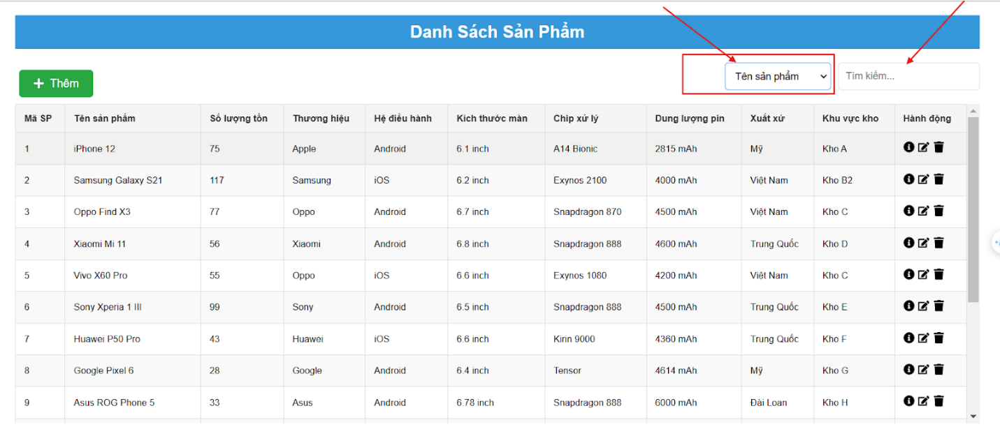 Danh Sách Sản Phẩm
Thêm
Tên sản phẩm
Tìm kiếm...
Mã SP Tên sản phẩm Số lượng tồn Thương hiệu Hệ điều hành Kích thước màn Chip xử lý Dung lượng pin Xuất xứ Khu vực kho Hành động
1 iPhone 12 75 Apple Android 6.1 inch A14 Bionic 2815 mAh Mỹ Kho A
2 Samsung Galaxy S21 117 Samsung iOS 6.2 inch Exynos 2100 4000 mAh Việt Nam Kho B2
3 Oppo Find X3 77 Oppo Android 6.7 inch Snapdragon 870 4500 mAh Việt Nam Kho C
4 Xiaomi Mi 11 56 Xiaomi Android 6.8 inch Snapdragon 888 4600 mAh Trung Quốc Kho D
5 Vivo X60 Pro 55 Oppo iOS 6.6 inch Exynos 1080 4200 mAh Việt Nam Kho C
6 Sony Xperia 1 III 99 Sony Android 6.5 inch Snapdragon 888 4500 mAh Trung Quốc Kho E
7 Huawei P50 Pro 43 Huawei iOS 6.6 inch Kirin 9000 4360 mAh Trung Quốc Kho F
8 Google Pixel 6 28 Google Android 6.4 inch Tensor 4614 mAh Mỹ Kho G
9 Asus ROG Phone 5 33 Asus Android 6.78 inch Snapdragon 888 6000 mAh Đài Loan Kho H